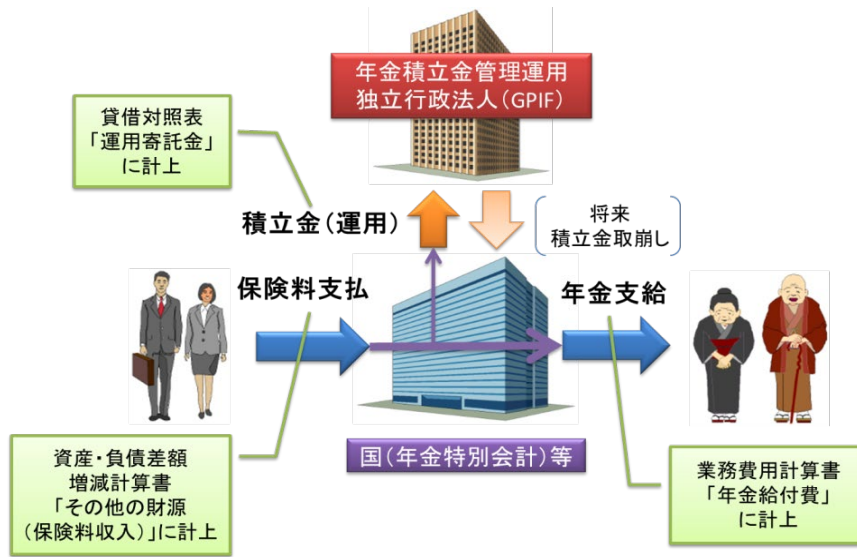 年金積立金管理運用
独立行政法人(GPIF)
貸借対照表
「運用寄託金」
に計上
積立金(運用)
将来
積立金取崩し
保険料支払
年金支給
国(年金特別会計)等
資産・負債差額
増減計算書
「その他の財源
(保険料収入)」に計上
業務費用計算書
「年金給付費」
に計上